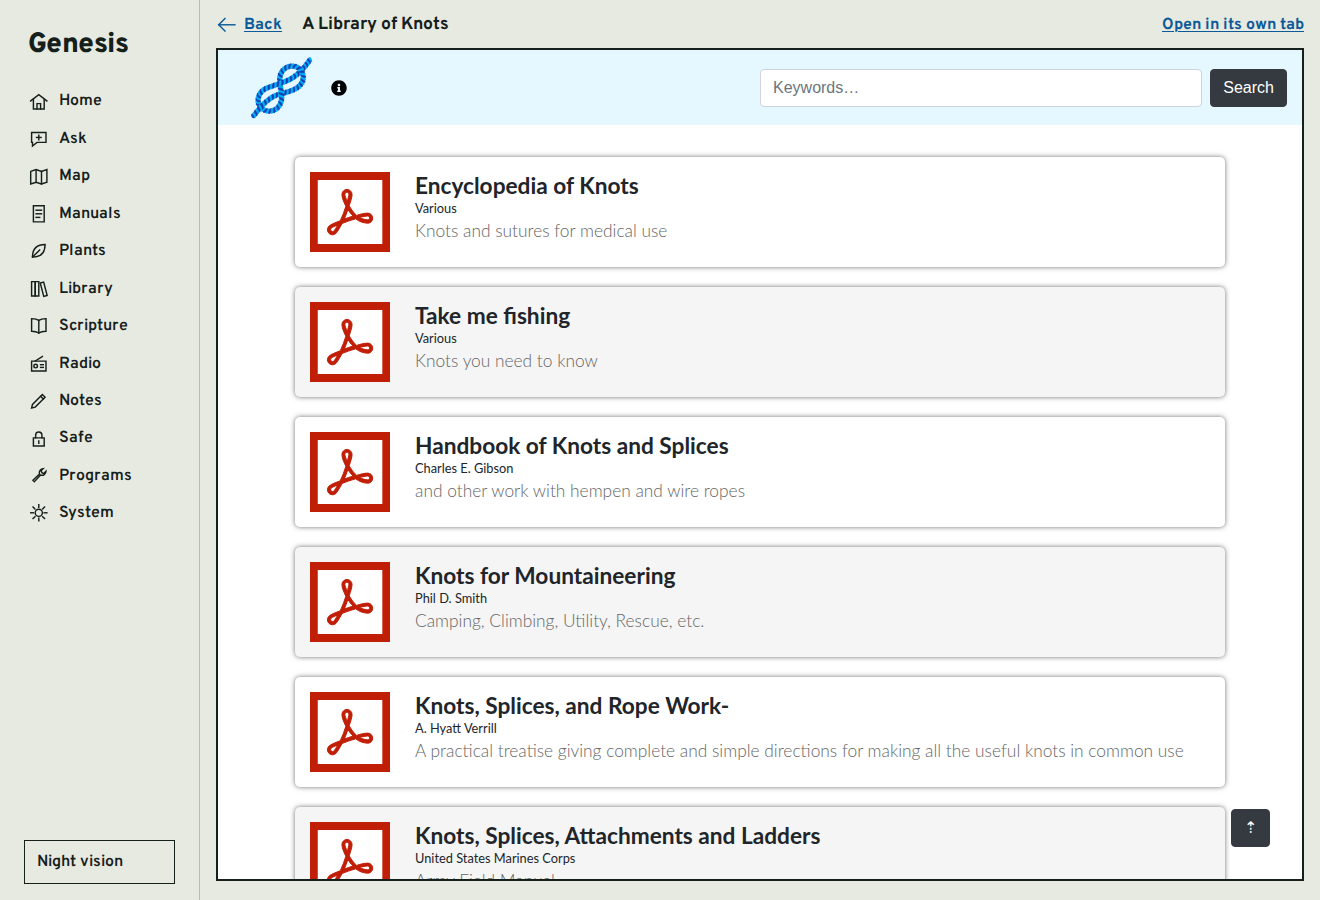 Genesis
Home
Ask
Map
Manuals
Plants
Library
Scripture
Radio
Notes
Safe
Programs
System
Night vision
Back
A Library of Knots
Open in its own tab
Keywords…
Search
Encyclopedia of Knots
Various
Knots and sutures for medical use
Take me fishing
Various
Knots you need to know
Handbook of Knots and Splices
Charles E. Gibson
and other work with hempen and wire ropes
Knots for Mountaineering
Phil D. Smith
Camping, Climbing, Utility, Rescue, etc.
Knots, Splices, and Rope Work-
A. Hyatt Verrill
A practical treatise giving complete and simple directions for making all the useful knots in common use
Knots, Splices, Attachments and Ladders
United States Marines Corps
Army Field Manual